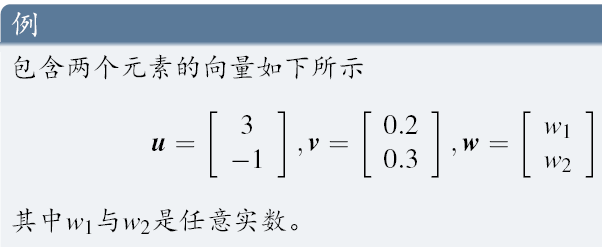 例
包含两个元素的向量如下所示
u = [ 3 -1 ], v = [ 0.2 0.3 ], w = [ w1 w2 ]
其中w1与w2是任意实数。